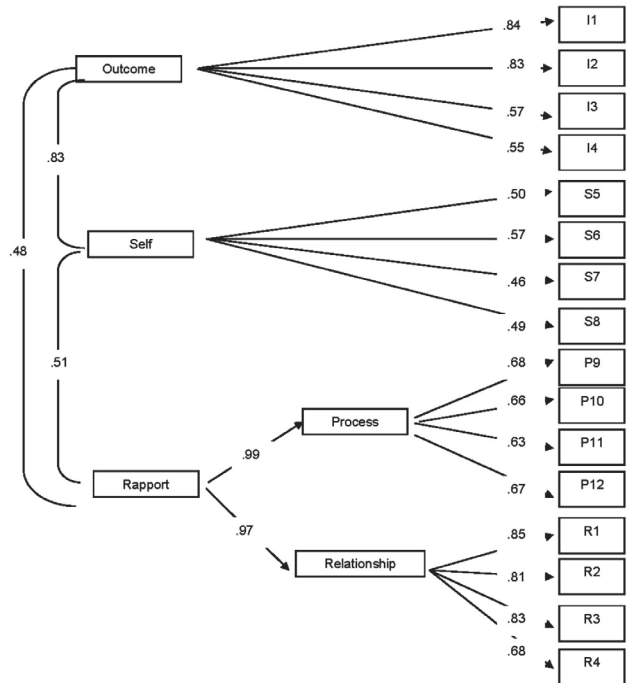 .84
I1
Outcome
.83
I2
.57
I3
.55
I4
.83
.50
S5
Self
.57
S6
.48
.46
S7
.49
S8
.51
.68
P9
.66
P10
Process
.63
P11
.99
Rapport
.67
P12
.97
.85
R1
Relationship
.81
R2
.83
R3
.68
R4